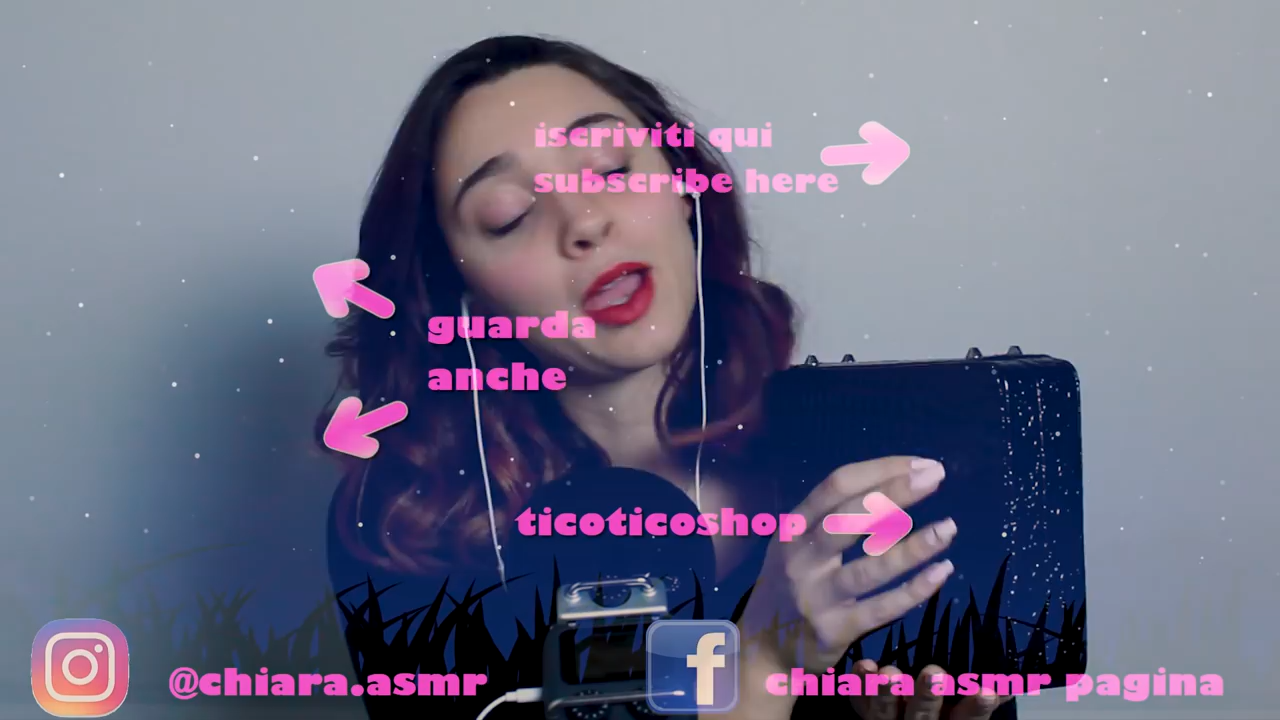 iscriviti qui
subscribe here
guarda
anche
ticoticoshop
@chiara.asmr
f
chiara asmr pagina